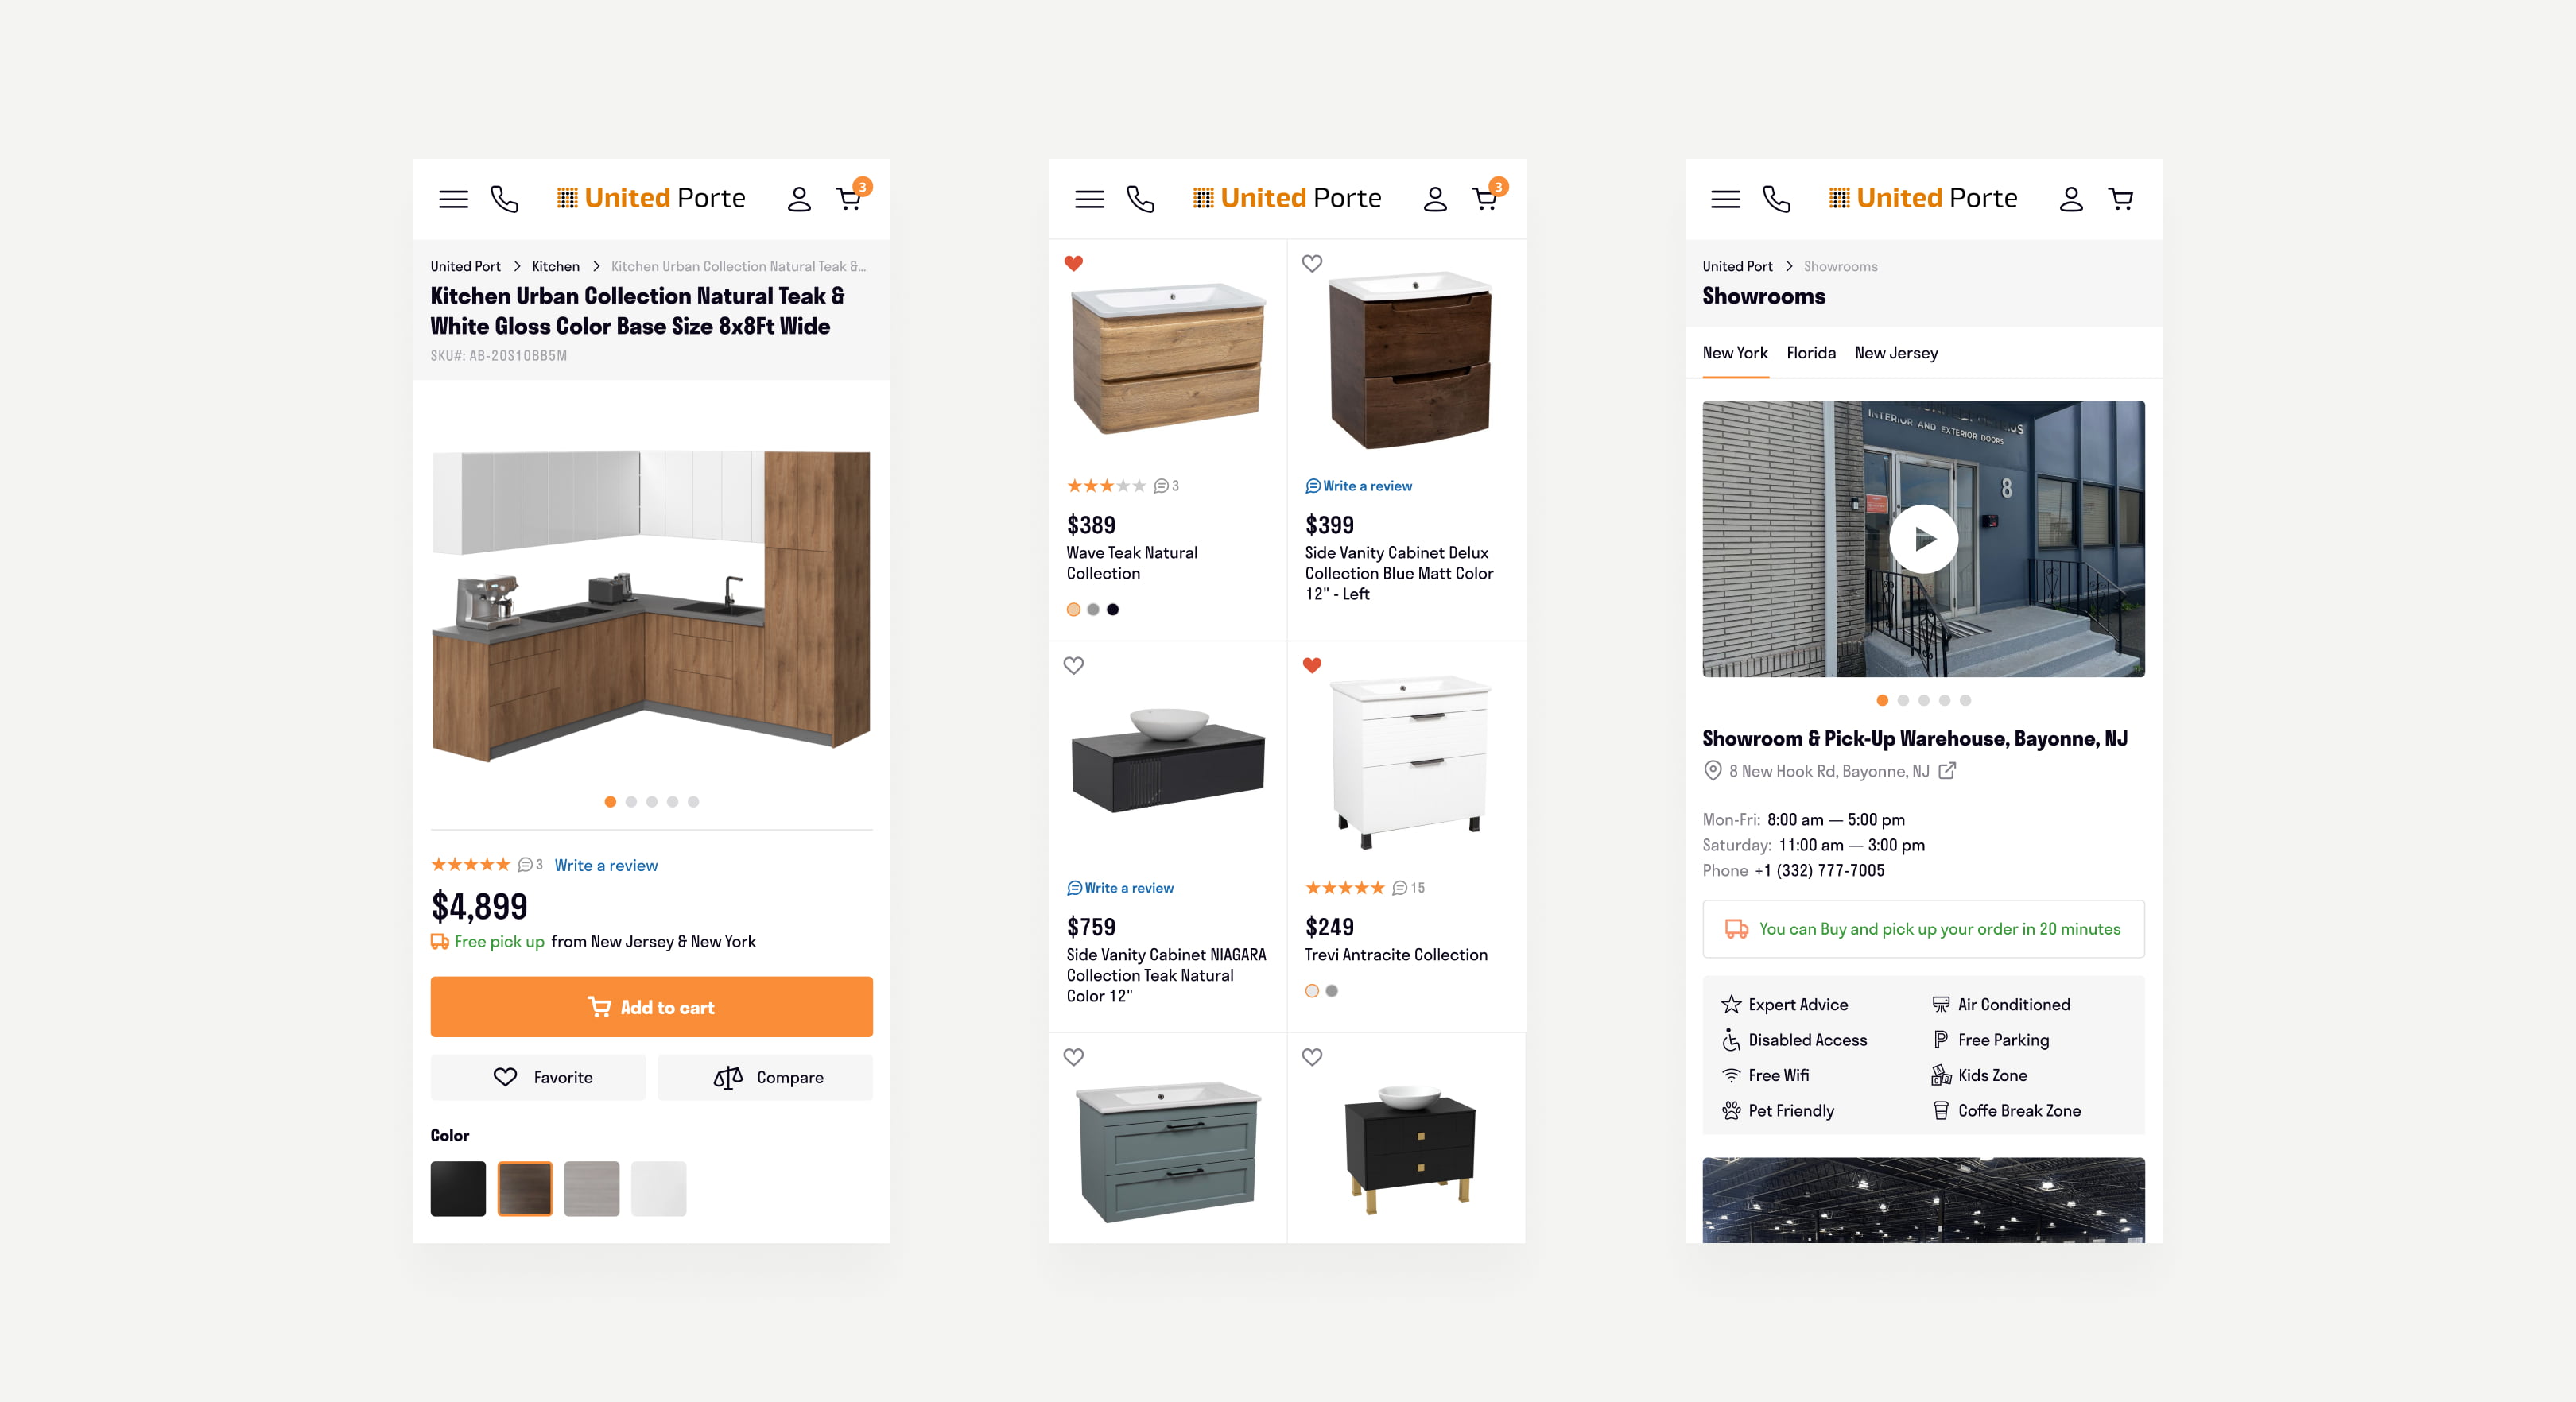 United Porte
3
United Port > Kitchen > Kitchen Urban Collection Natural Teak &...
Kitchen Urban Collection Natural Teak &
White Gloss Color Base Size 8x8Ft Wide
SKU#: AB-20S10BB5M
3 Write a review
$4,899
Free pick up from New Jersey & New York
Add to cart
Favorite
Compare
Color
United Porte
3
3
$389
Wave Teak Natural
Collection
Write a review
$399
Side Vanity Cabinet Delux
Collection Blue Matt Color
12" - Left
Write a review
$759
Side Vanity Cabinet NIAGARA
Collection Teak Natural
Color 12"
15
$249
Trevi Antracite Collection
United Porte
United Port > Showrooms
Showrooms
New York Florida New Jersey
INTERIOR AND EXTERIOR DOORS
8
Showroom & Pick-Up Warehouse, Bayonne, NJ
8 New Hook Rd, Bayonne, NJ
Mon-Fri: 8:00 am — 5:00 pm
Saturday: 11:00 am — 3:00 pm
Phone +1 (332) 777-7005
You can Buy and pick up your order in 20 minutes
Expert Advice
Air Conditioned
Disabled Access
Free Parking
Free Wifi
Kids Zone
Pet Friendly
Coffe Break Zone